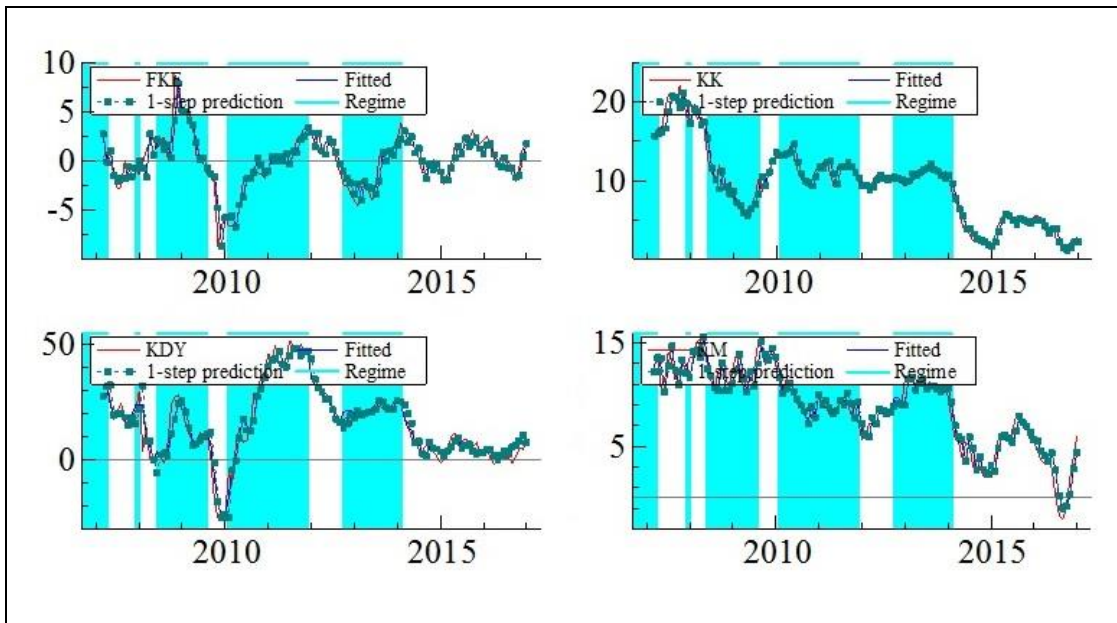 10
FKE Fitted
1-step prediction Regime
5
0
-5
2010 2015
KK Fitted
20
1-step prediction Regime
10
2010 2015
50
KDY Fitted
1-step prediction Regime
0
2010 2015
15
KM Fitted
1-step prediction Regime
5
2010 2015